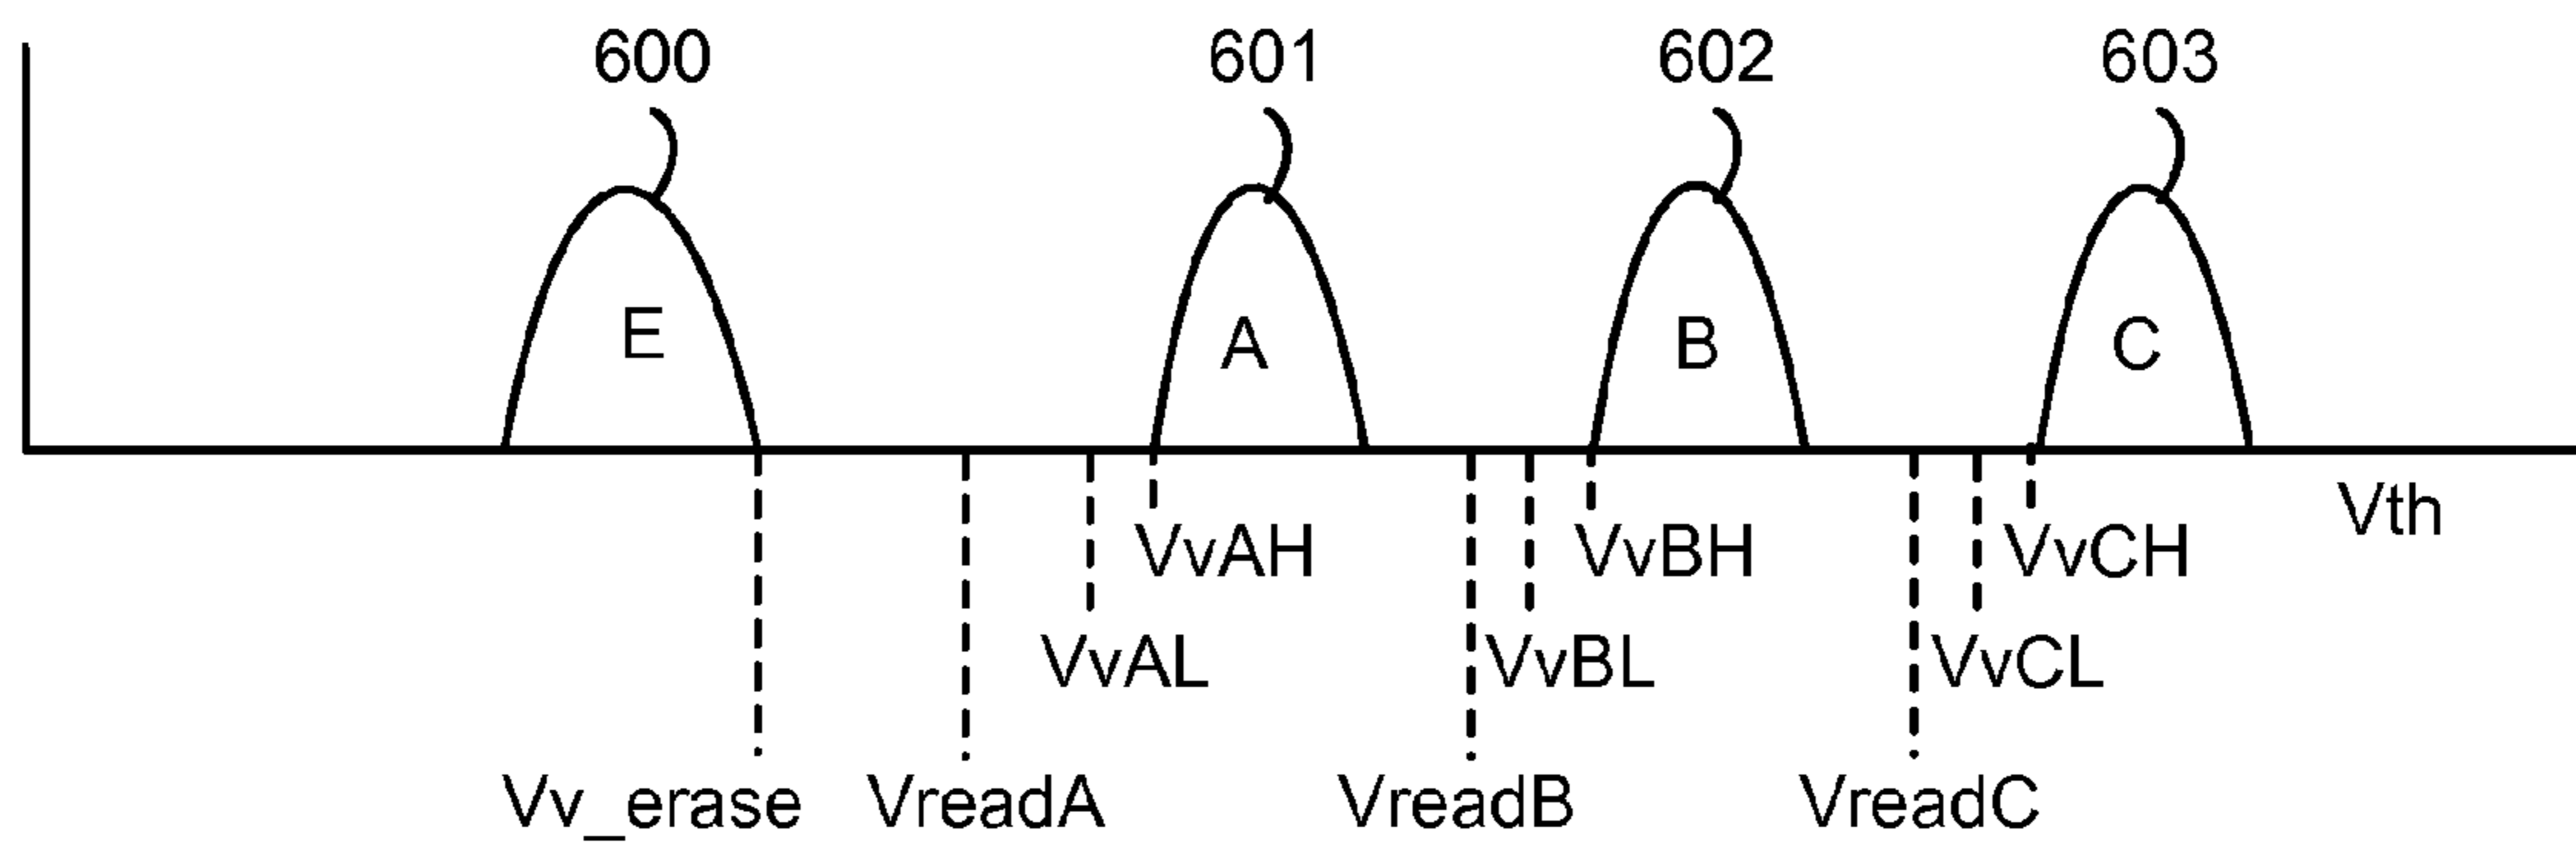 600 601 602 603
E A B C
Vth
VvAH VvBH VvCH
VvAL VvBL VvCL
Vv_erase VreadA VreadB VreadC